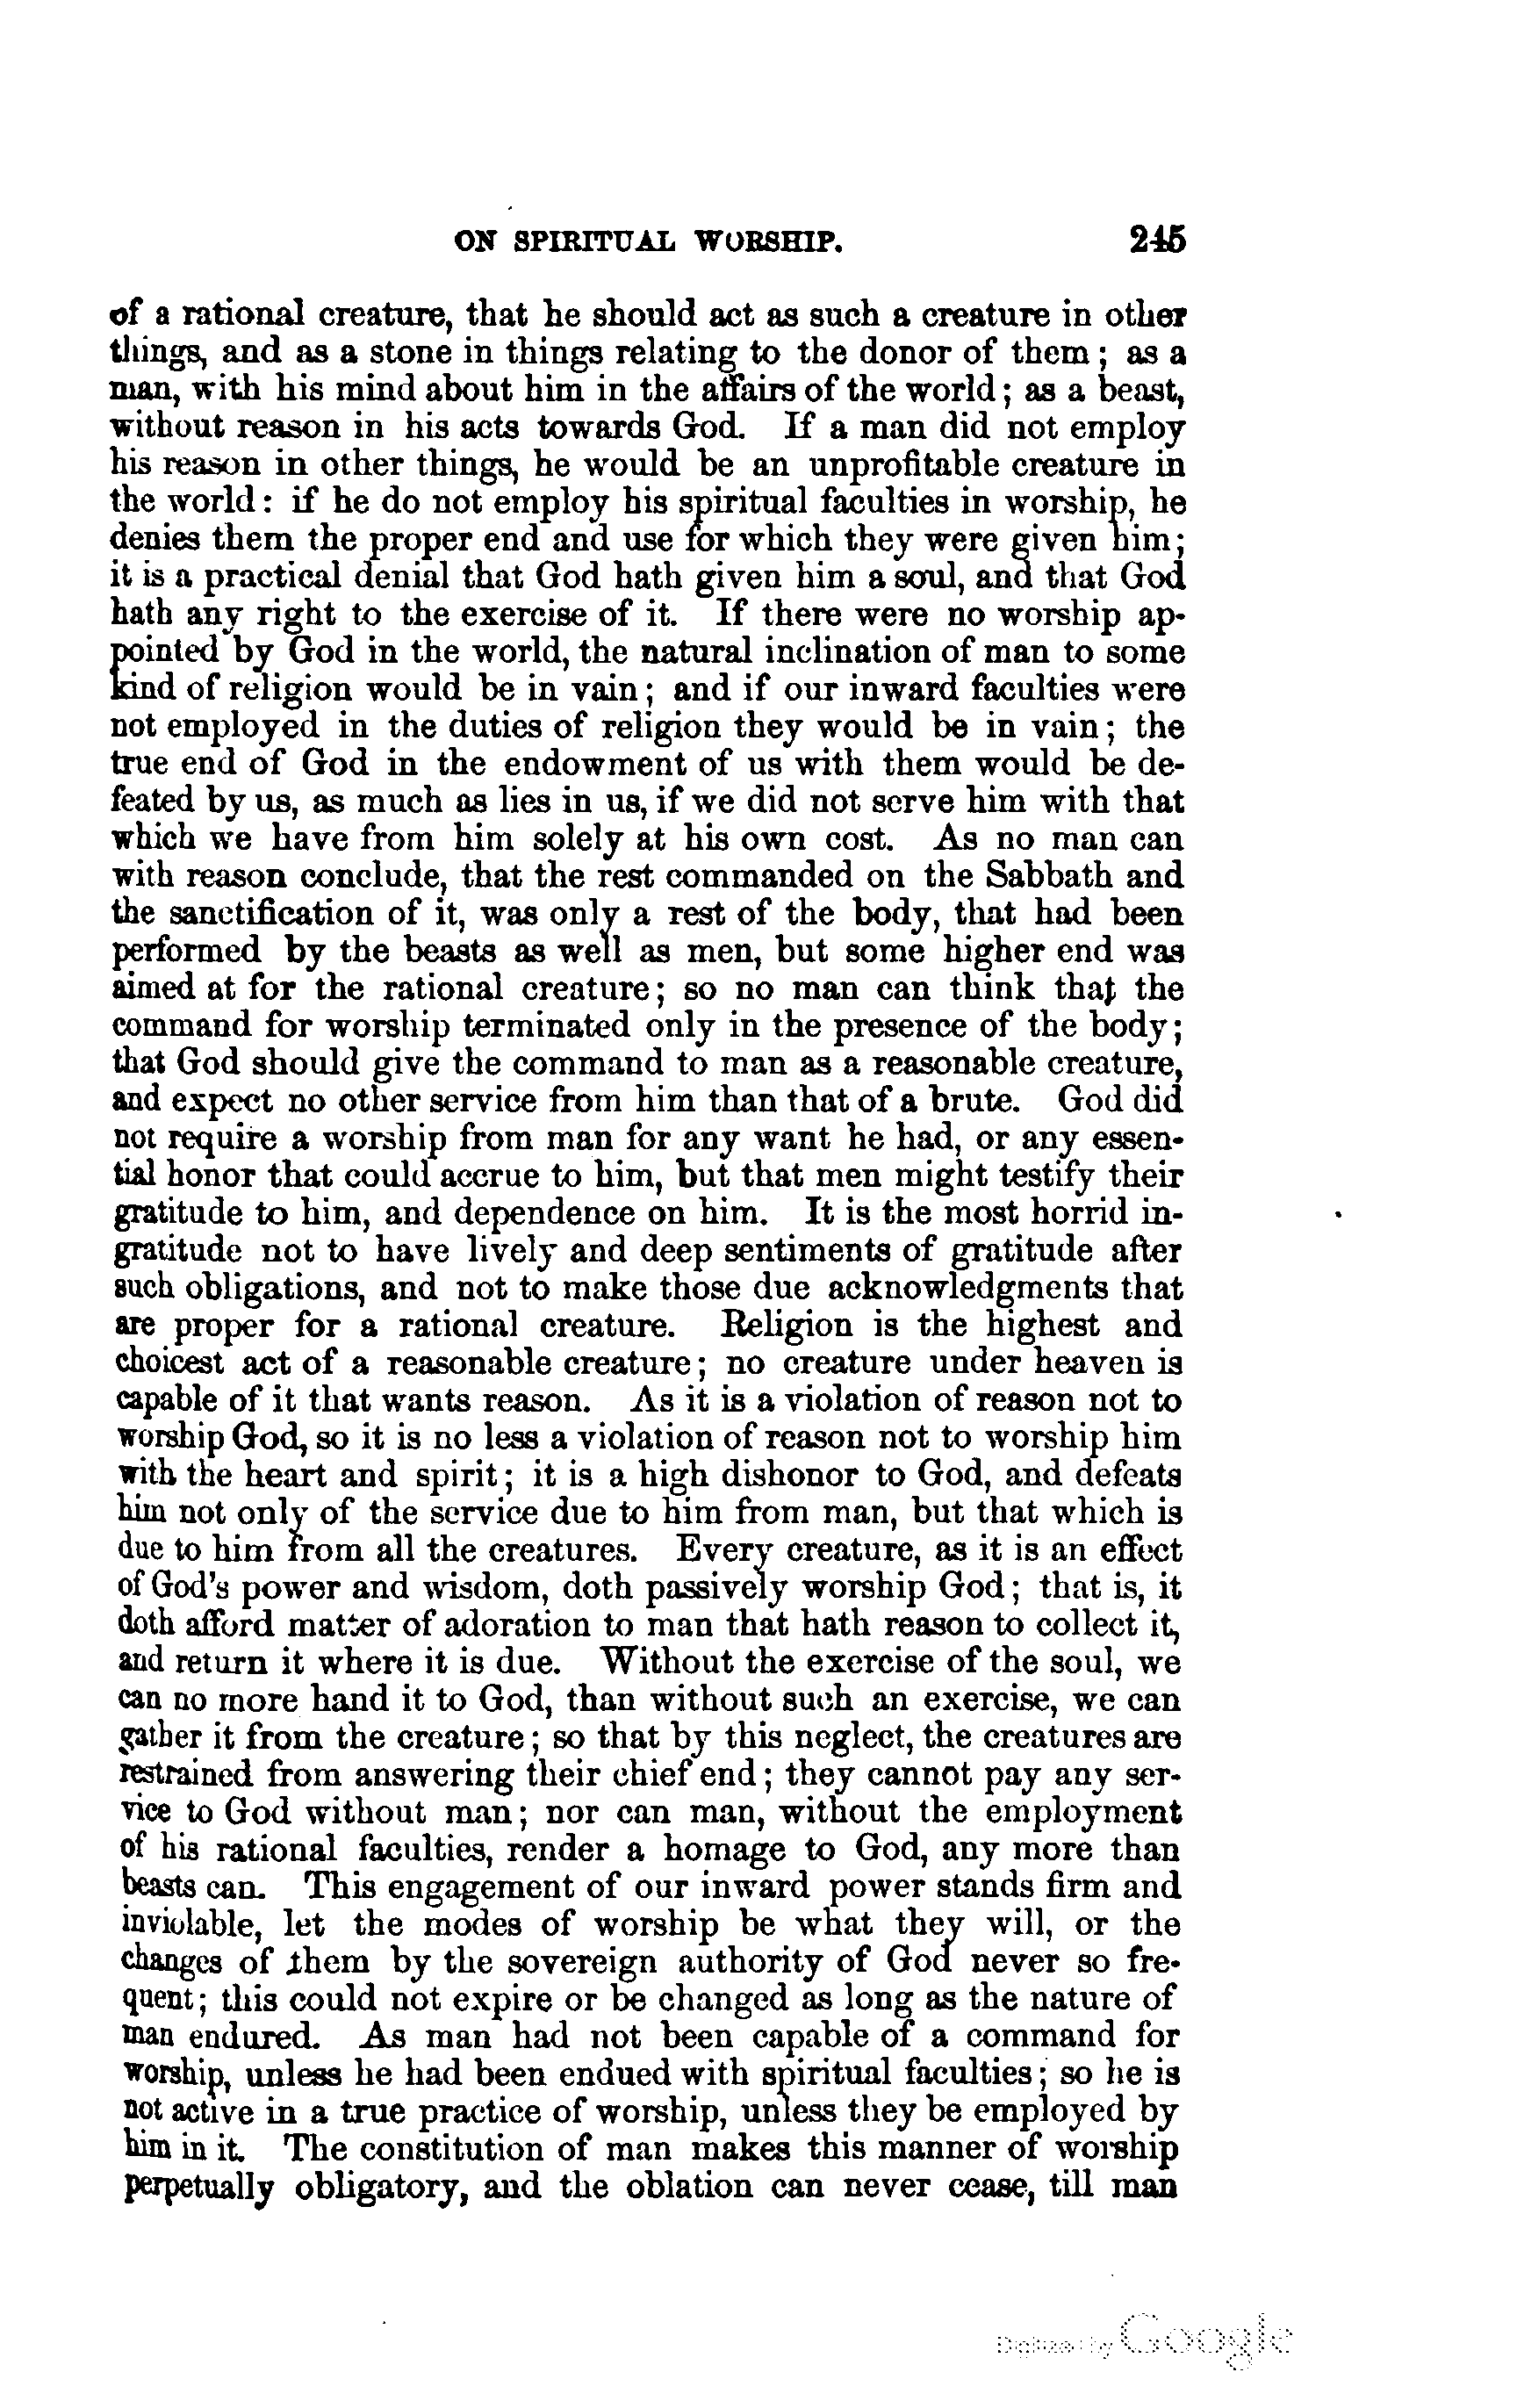 ON SPIRITUAL WORSHIP. 245
of a rational creature, that he should act as such a creature in other
things, and as a stone in things relating to the donor of them; as a
man, with his mind about him in the affairs of the world; as a beast,
without reason in his acts towards God. If a man did not employ
his reason in other things, he would be an unprofitable creature in
the world: if he do not employ his spiritual faculties in worship, he
denies them the proper end and use for which they were given him;
it is a practical denial that God hath given him a soul, and that God
hath any right to the exercise of it. If there were no worship ap-
pointed by God in the world, the natural inclination of man to some
kind of religion would be in vain; and if our inward faculties were
not employed in the duties of religion they would be in vain; the
true end of God in the endowment of us with them would be de-
feated by us, as much as lies in us, if we did not serve him with that
which we have from him solely at his own cost. As no man can
with reason conclude, that the rest commanded on the Sabbath and
the sanctification of it, was only a rest of the body, that had been
performed by the beasts as well as men, but some higher end was
aimed at for the rational creature; so no man can think that the
command for worship terminated only in the presence of the body;
that God should give the command to man as a reasonable creature,
and expect no other service from him than that of a brute. God did
not require a worship from man for any want he had, or any essen-
tial honor that could accrue to him, but that men might testify their
gratitude to him, and dependence on him. It is the most horrid in-
gratitude not to have lively and deep sentiments of gratitude after
such obligations, and not to make those due acknowledgments that
are proper for a rational creature. Religion is the highest and
choicest act of a reasonable creature; no creature under heaven is
capable of it that wants reason. As it is a violation of reason not to
worship God, so it is no less a violation of reason not to worship him
with the heart and spirit; it is a high dishonor to God, and defeats
him not only of the service due to him from man, but that which is
due to him from all the creatures. Every creature, as it is an effect
of God's power and wisdom, doth passively worship God; that is, it
doth afford matter of adoration to man that hath reason to collect it,
and return it where it is due. Without the exercise of the soul, we
can no more hand it to God, than without such an exercise, we can
gather it from the creature; so that by this neglect, the creatures are
restrained from answering their chief end; they cannot pay any ser-
vice to God without man; nor can man, without the employment
of his rational faculties, render a homage to God, any more than
beasts can. This engagement of our inward power stands firm and
inviolable, let the modes of worship be what they will, or the
changes of them by the sovereign authority of God never so fre-
quent; this could not expire or be changed as long as the nature of
man endured. As man had not been capable of a command for
worship, unless he had been endued with spiritual faculties; so he is
not active in a true practice of worship, unless they be employed by
him in it. The constitution of man makes this manner of worship
perpetually obligatory, and the oblation can never cease, till man
Digitized by Google